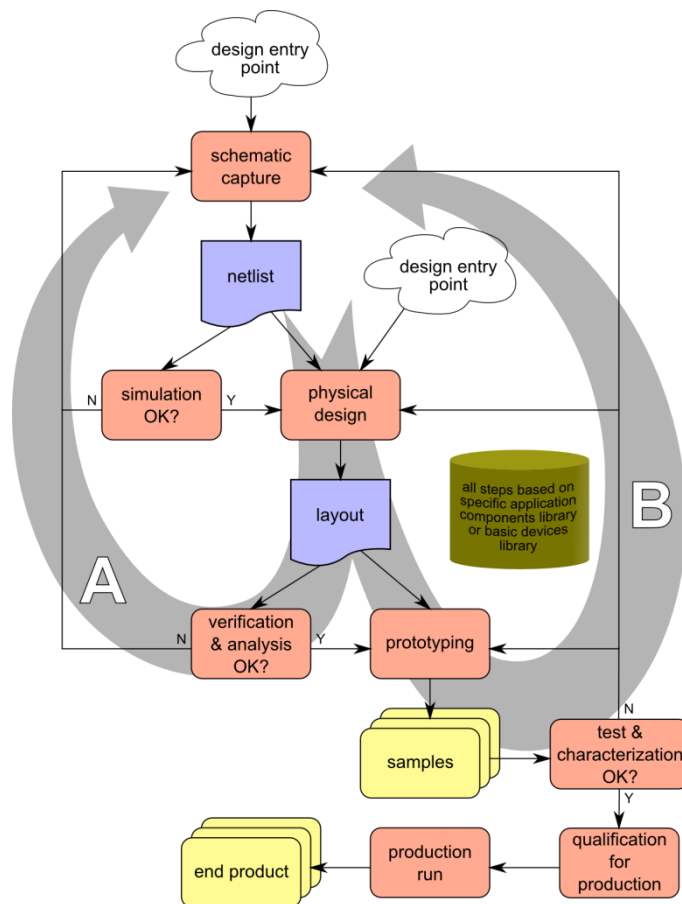 design entry
point
schematic
capture
netlist
design entry
point
N
simulation
OK?
Y
physical
design
all steps based on
specific application
components library
or basic devices
library
B
layout
A
N
verification
& analysis
OK?
Y
prototyping
N
samples
test &
characterization
OK?
Y
end product
production
run
qualification
for
production